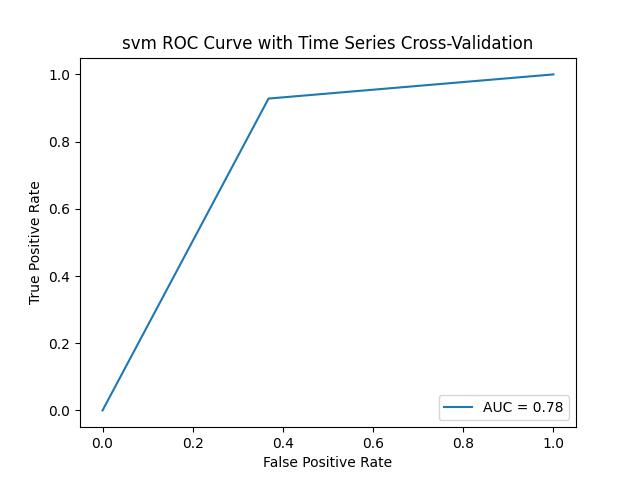 svm ROC Curve with Time Series Cross-Validation
1.0
0.8
0.6
0.4
0.2
0.0
True Positive Rate
AUC = 0.78
0.0 0.2 0.4 0.6 0.8 1.0
False Positive Rate